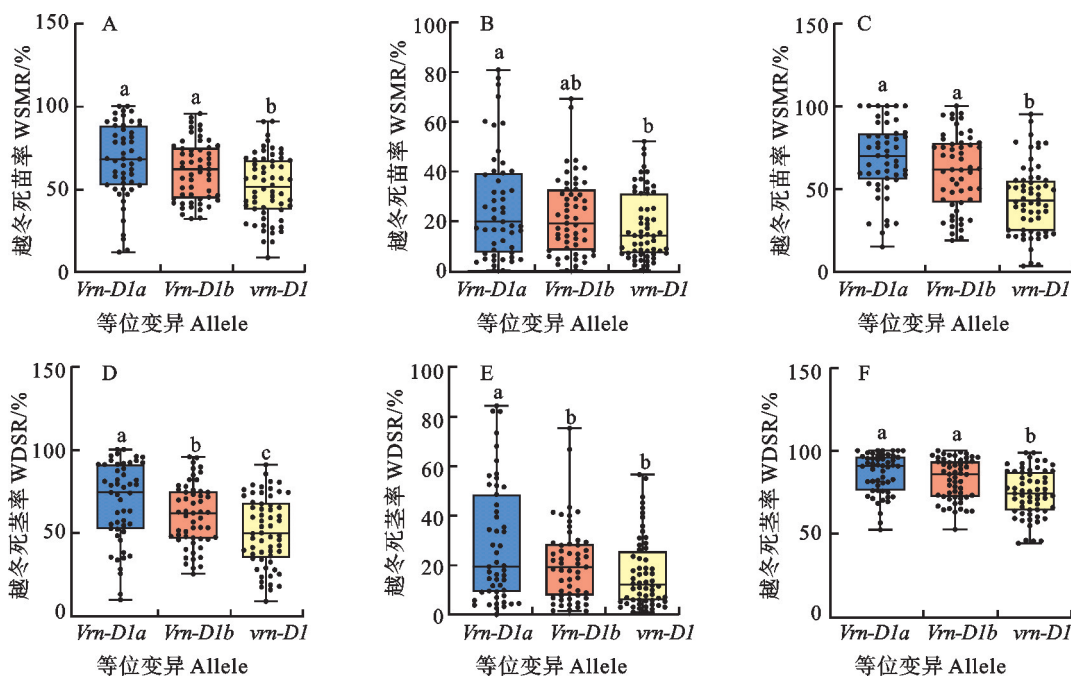 A
越冬死苗率 WSMR/%
150
100
50
0
a
a
b
Vrn-D1a
Vrn-D1b
vrn-D1
等位变异 Allele
B
越冬死苗率 WSMR/%
100
80
60
40
20
0
a
ab
b
Vrn-D1a
Vrn-D1b
vrn-D1
等位变异 Allele
C
越冬死苗率 WSMR/%
150
100
50
0
a
a
b
Vrn-D1a
Vrn-D1b
vrn-D1
等位变异 Allele
D
越冬死茎率 WDSR/%
150
100
50
0
a
b
c
Vrn-D1a
Vrn-D1b
vrn-D1
等位变异 Allele
E
越冬死茎率 WDSR/%
100
80
60
40
20
0
a
b
b
Vrn-D1a
Vrn-D1b
vrn-D1
等位变异 Allele
F
越冬死茎率 WDSR/%
150
100
50
0
a
a
b
Vrn-D1a
Vrn-D1b
vrn-D1
等位变异 Allele